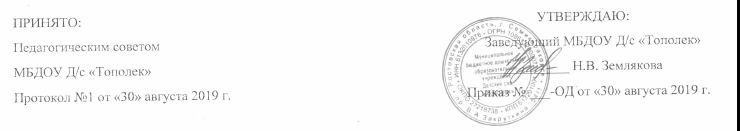 ПРИНЯТО:
Педагогическим советом
МБДОУ Д/с «Тополек»
Протокол №1 от «30» августа 2019 г.
УТВЕРЖДАЮ:
Заведующий МБДОУ Д/с «Тополек»
Н.В. Землякова
Приказ № -ОД от «30» августа 2019 г.